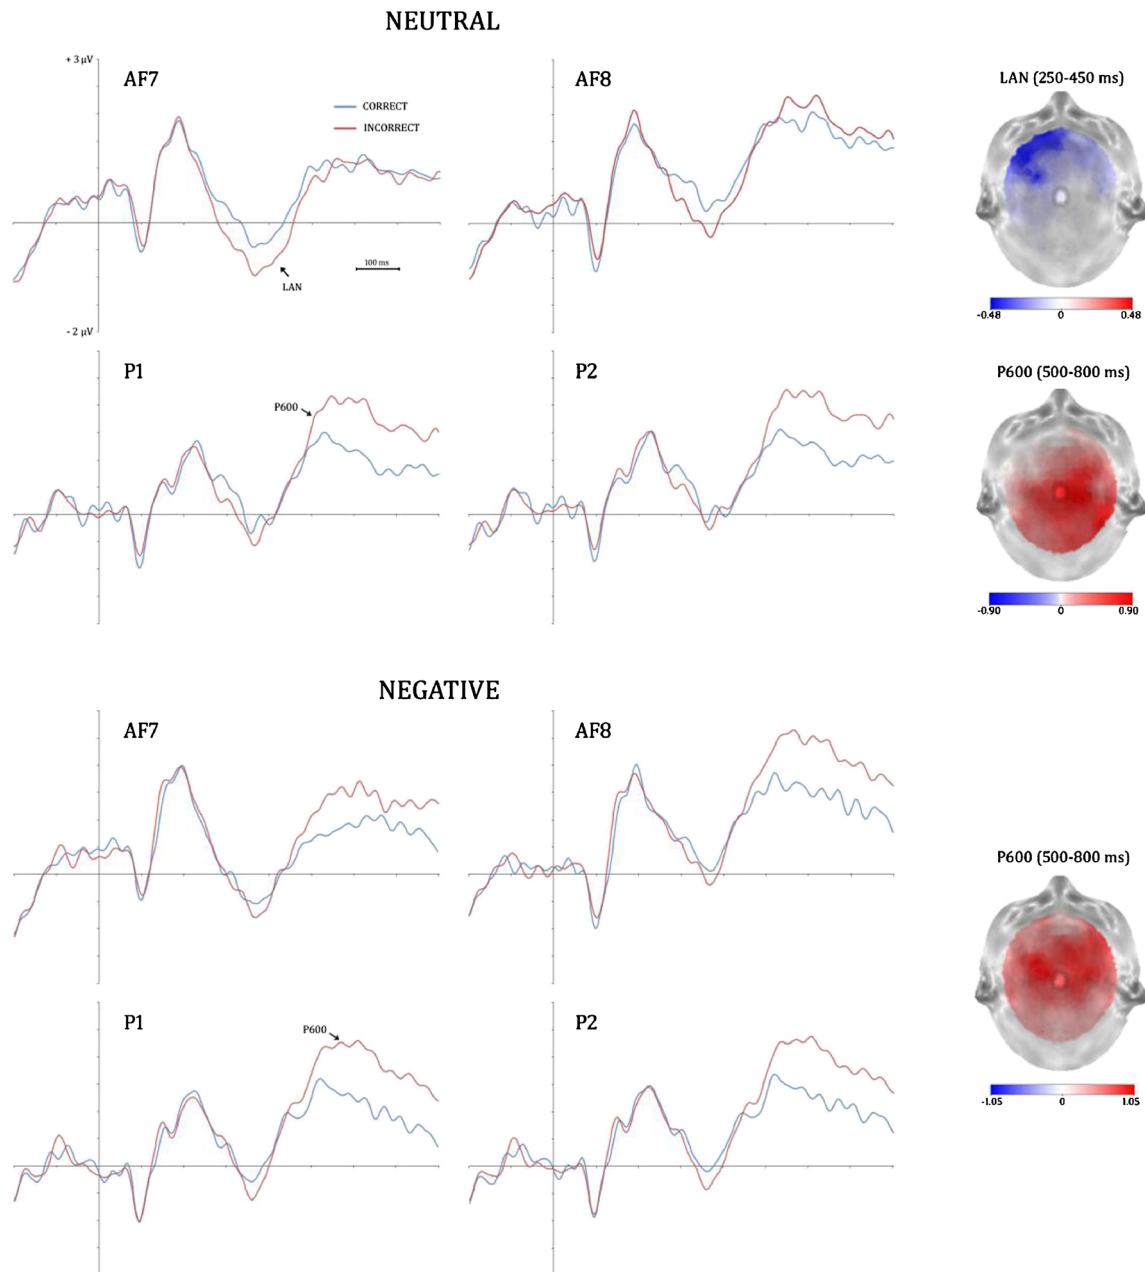 NEUTRAL
+ 3 µV
AF7
AF8
LAN (250-450 ms)
CORRECT
INCORRECT
100 ms
LAN
- 2 µV
-0.48 0 0.48
P1
P2
P600 (500-800 ms)
P600
-0.90 0 0.90
NEGATIVE
AF7
AF8
P600 (500-800 ms)
P1
P600
P2
-1.05 0 1.05